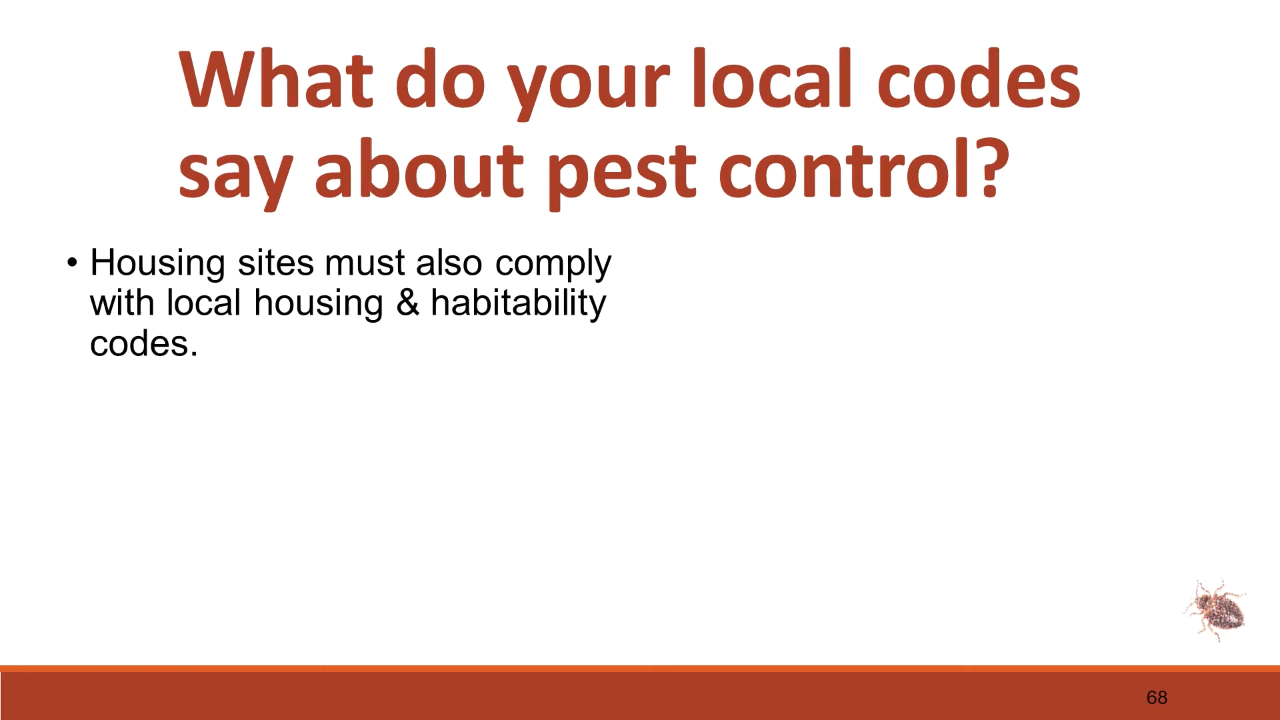 What do your local codes
say about pest control?
• Housing sites must also comply
with local housing & habitability
codes.
68